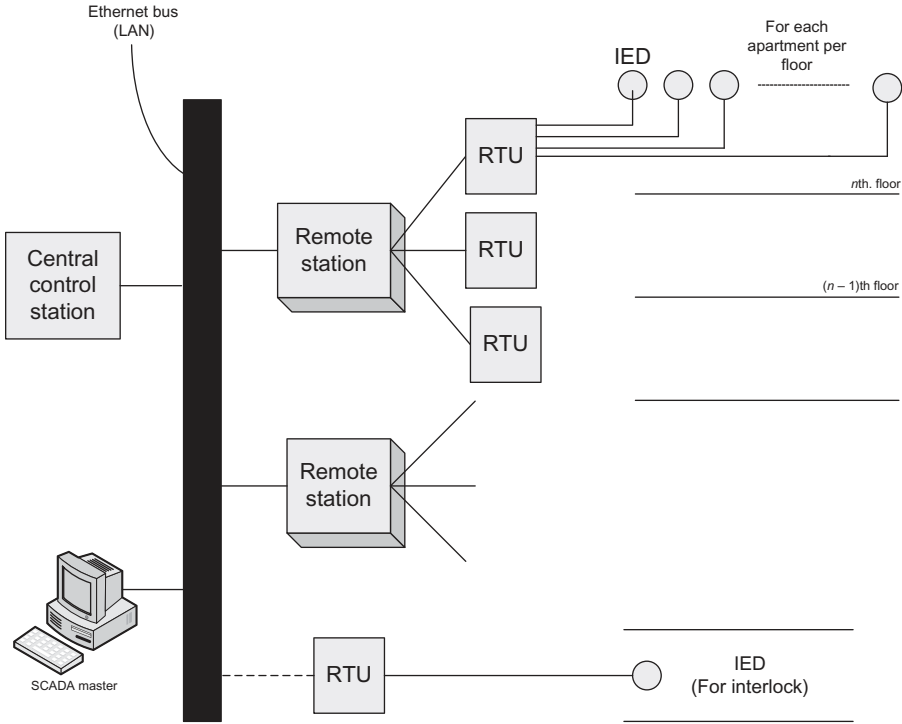 Ethernet bus
(LAN)
For each
apartment per
floor
IED
RTU
nth. floor
Remote
station
RTU
Central
control
station
(n – 1)th floor
RTU
Remote
station
SCADA master
RTU
IED
(For interlock)